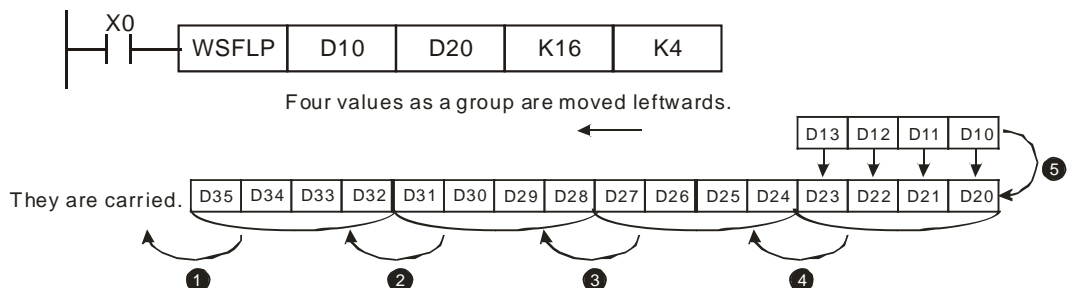 X0
WSFLP D10 D20 K16 K4
Four values as a group are moved leftwards.
D13 D12 D11 D10
5
They are carried. D35 D34 D33 D32 D31 D30 D29 D28 D27 D26 D25 D24 D23 D22 D21 D20
1 2 3 4